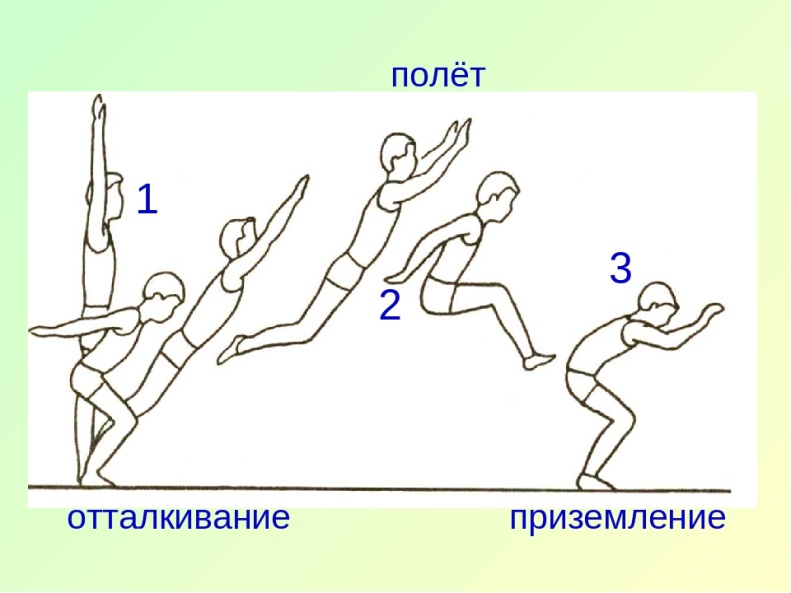 полёт
1
2
3
отталкивание
приземление